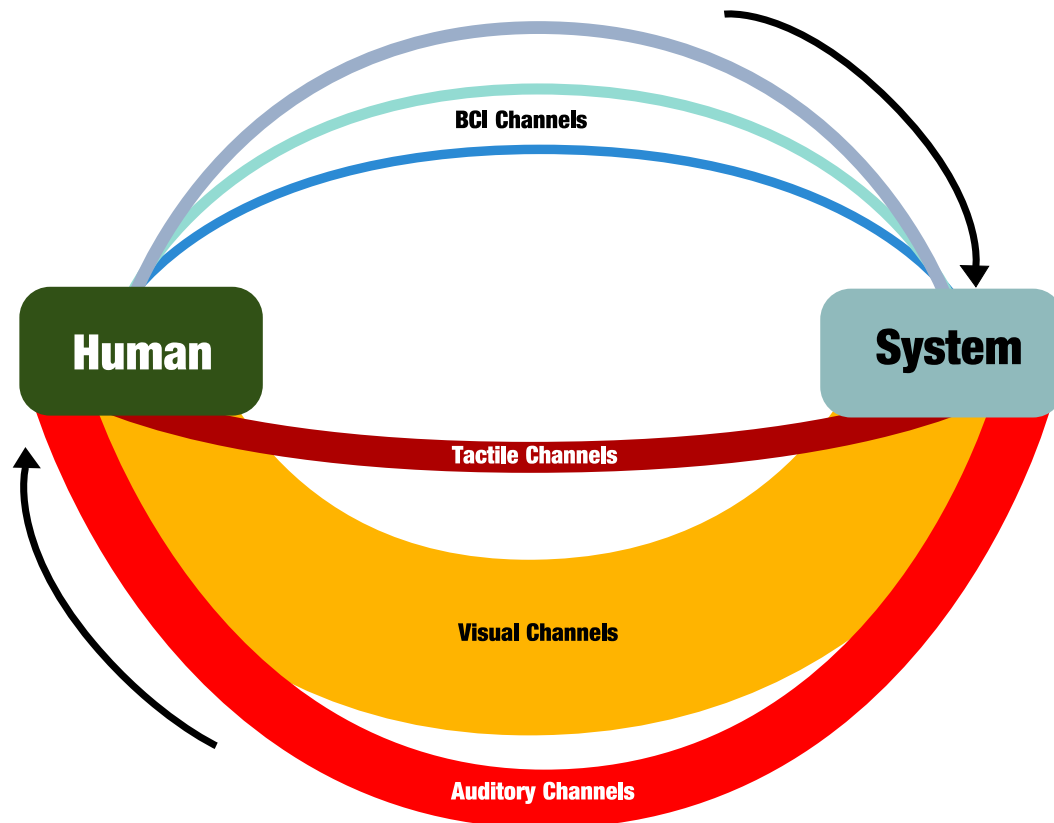 BCI Channels
Human
System
Tactile Channels
Visual Channels
Auditory Channels